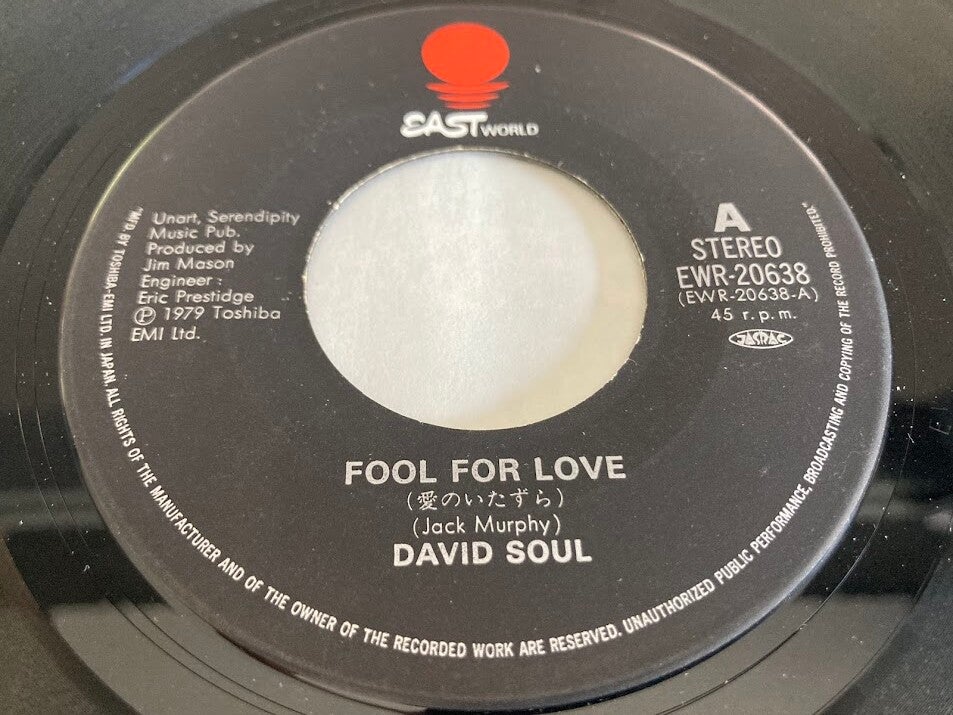 EAST WORLD
Unart, Serendipity
Music Pub.
Produced by
Jim Mason
Engineer :
Eric Prestidge
Ⓟ 1979 Toshiba
EMI Ltd.
A
STEREO
EWR-20638
(EWR-20638-A)
45 r.p.m.
JASRAC
FOOL FOR LOVE
(愛のいたずら)
(Jack Murphy)
DAVID SOUL
"MFD. BY TOSHIBA-EMI LTD. IN JAPAN. ALL RIGHTS OF THE MANUFACTURER AND OF THE OWNER OF THE RECORDED WORK ARE RESERVED. UNAUTHORIZED PUBLIC PERFORMANCE, BROADCASTING AND COPYING OF THE RECORD PROHIBITED."